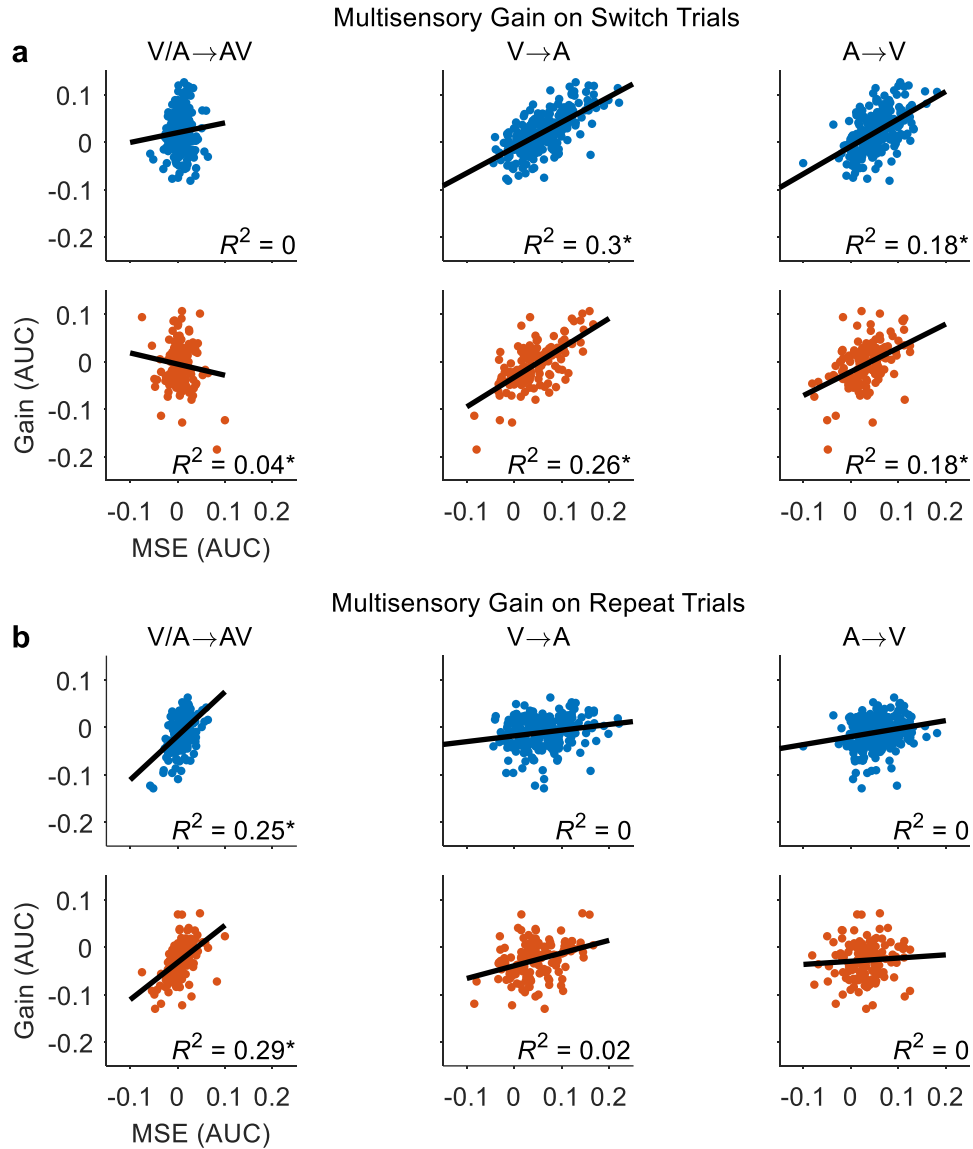 Multisensory Gain on Switch Trials
a
V/A→AV V→A A→V
0.1
0
-0.1
-0.2
R² = 0 R² = 0.3* R² = 0.18*
0.1
0
-0.1
-0.2
Gain (AUC)
R² = 0.04* R² = 0.26* R² = 0.18*
-0.1 0 0.1 0.2 -0.1 0 0.1 0.2 -0.1 0 0.1 0.2
MSE (AUC)
Multisensory Gain on Repeat Trials
b
V/A→AV V→A A→V
0.1
0
-0.1
-0.2
R² = 0.25* R² = 0 R² = 0
0.1
0
-0.1
-0.2
Gain (AUC)
R² = 0.29* R² = 0.02 R² = 0
-0.1 0 0.1 0.2 -0.1 0 0.1 0.2 -0.1 0 0.1 0.2
MSE (AUC)